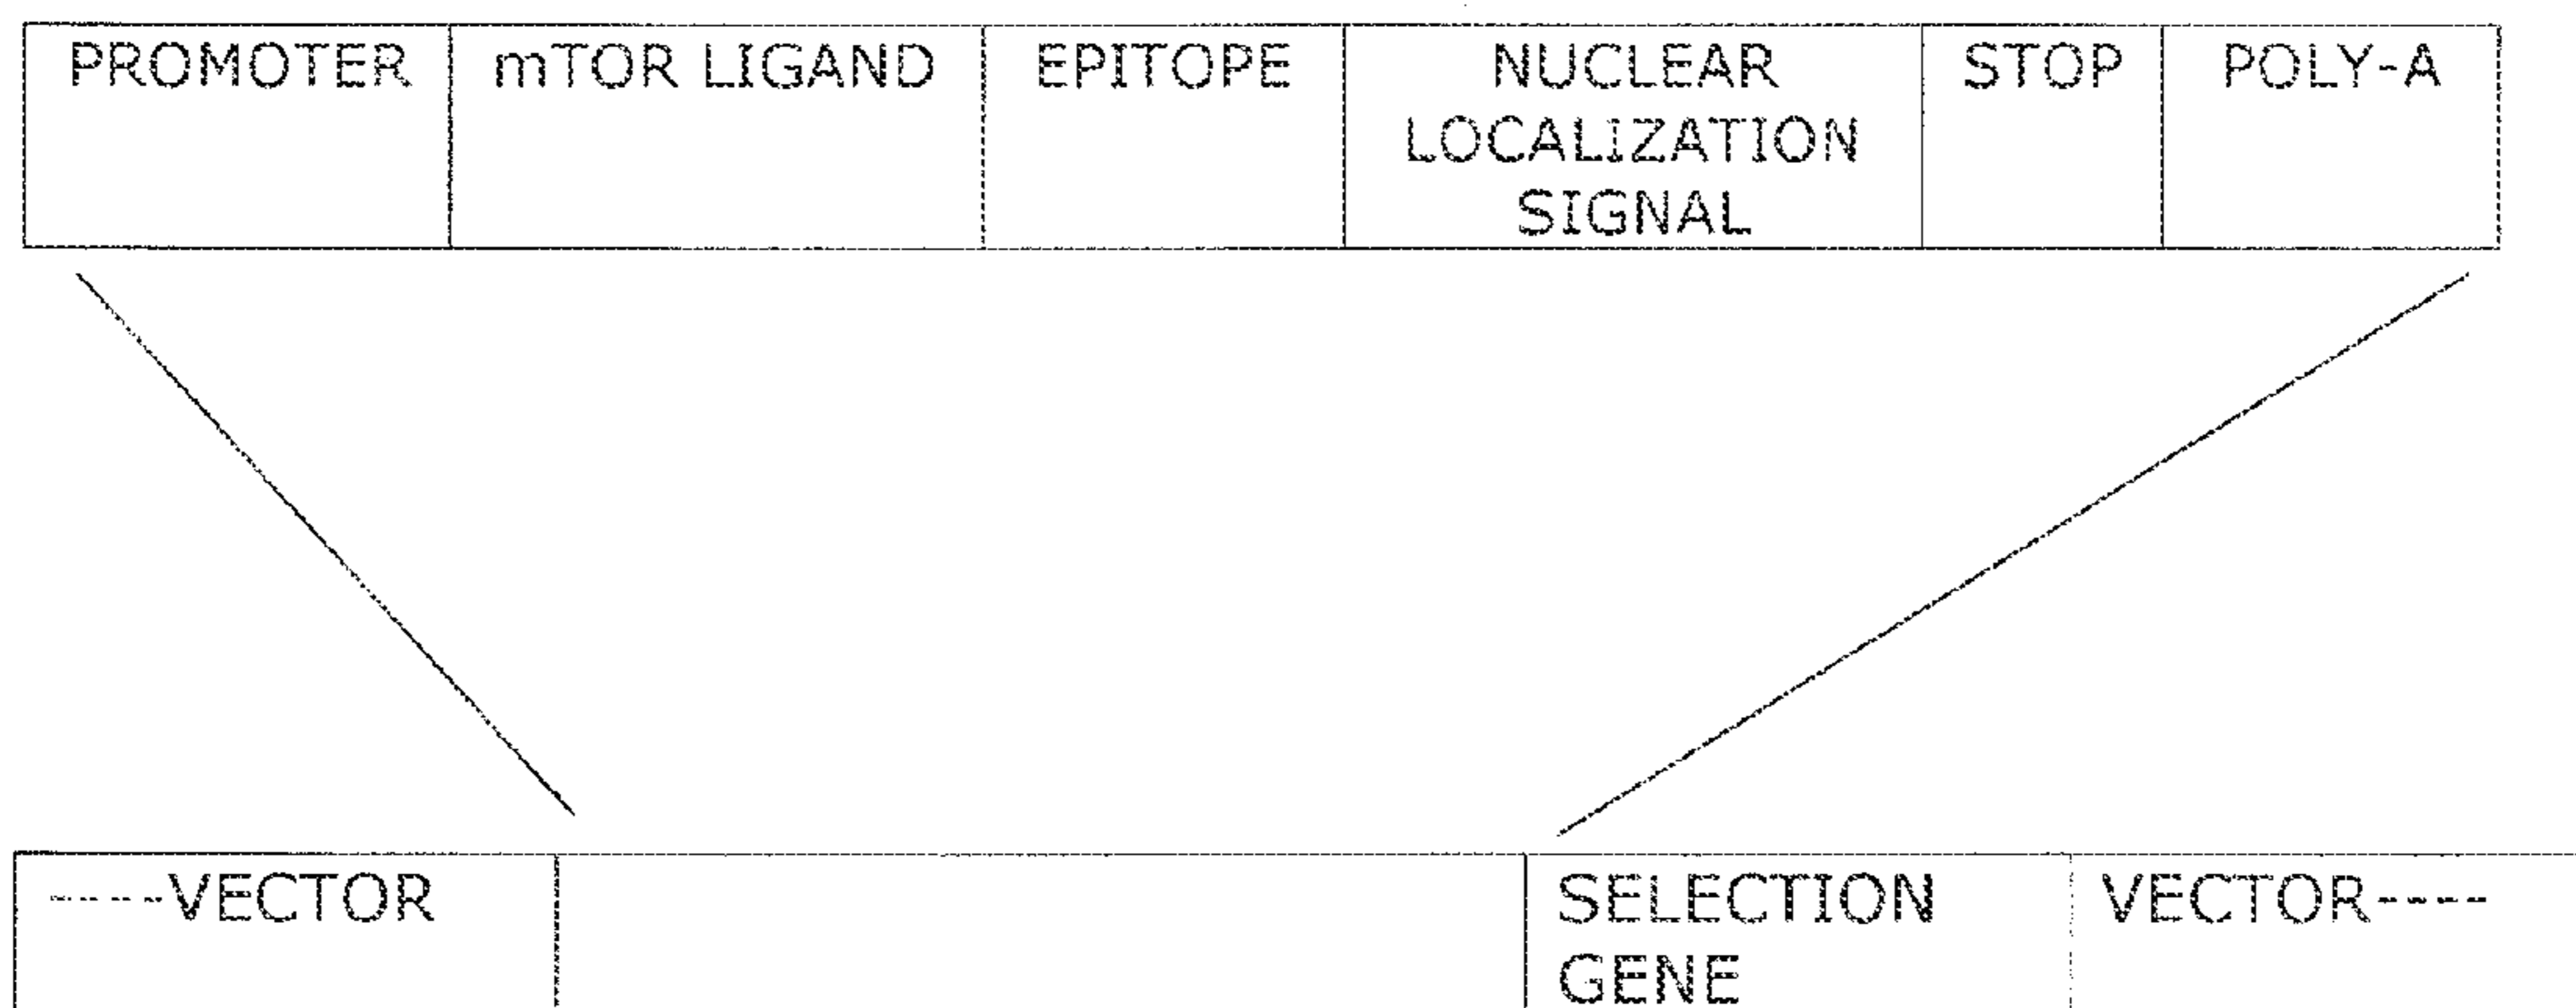 PROMOTER mTOR LIGAND EPITOPE NUCLEAR STOP POLY-A
LOCALIZATION
SIGNAL
----VECTOR SELECTION VECTOR----
GENE